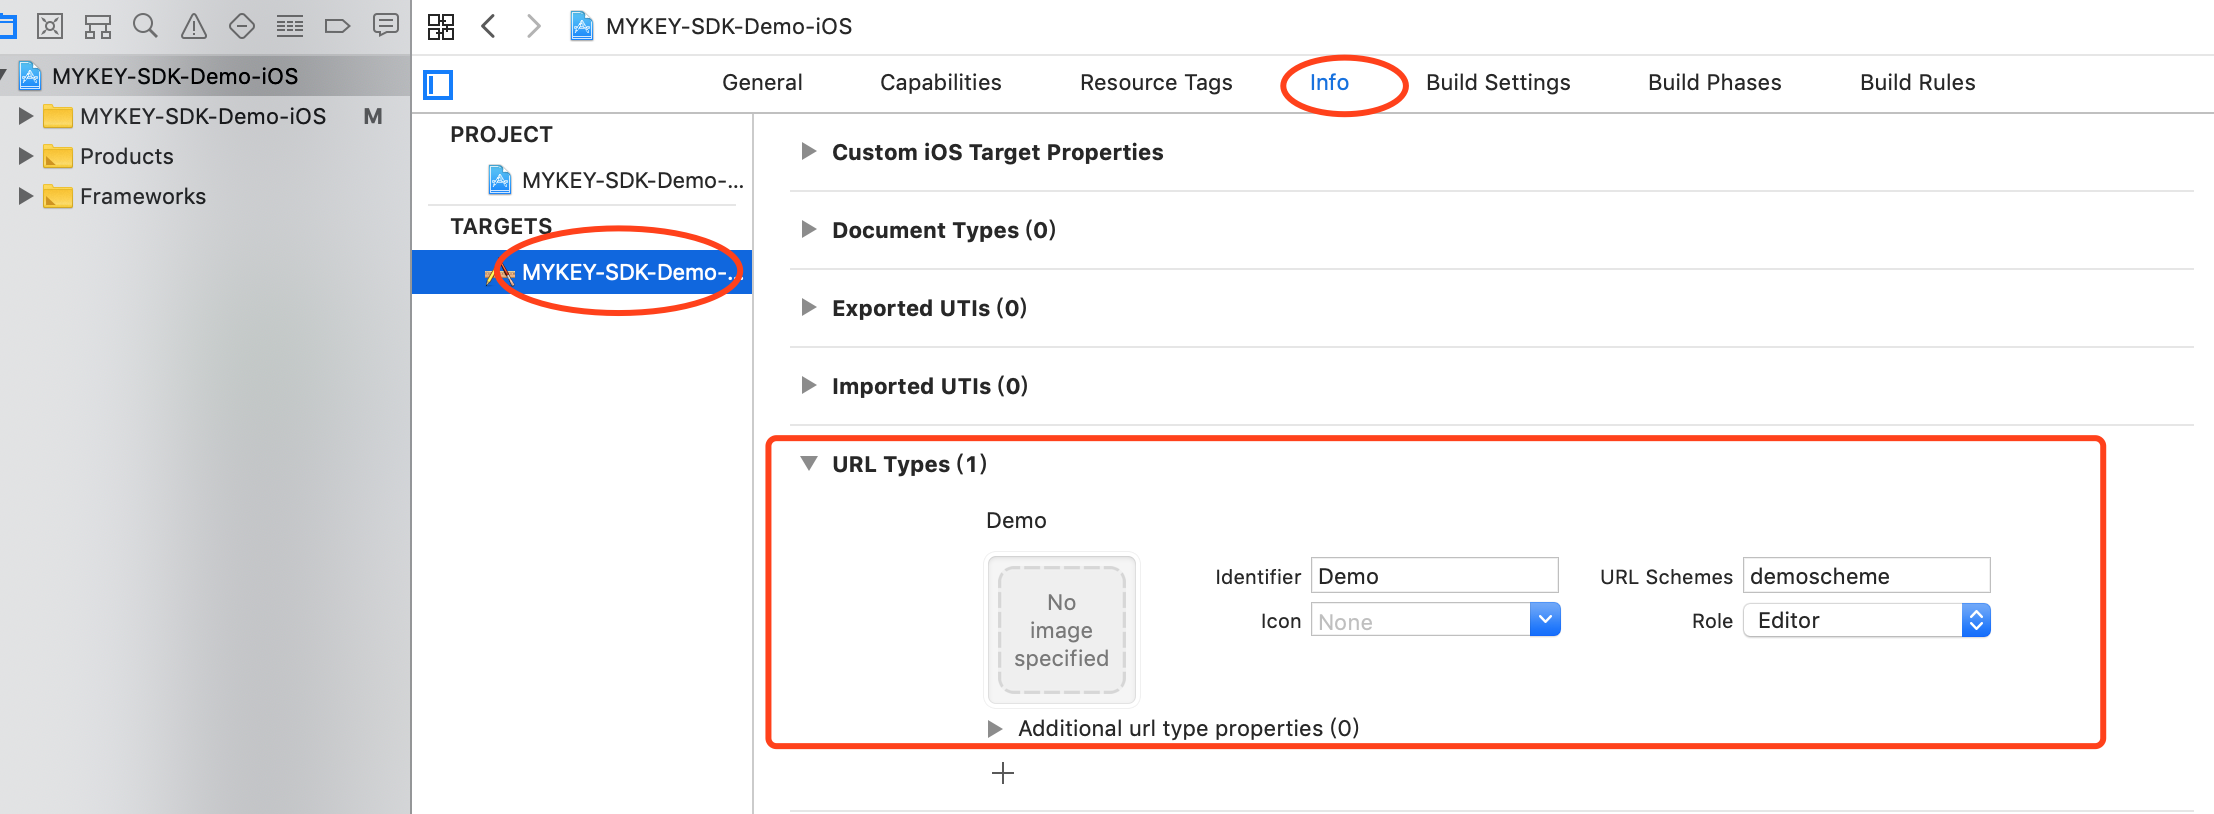 MYKEY-SDK-Demo-iOS
General Capabilities Resource Tags Info Build Settings Build Phases Build Rules
MYKEY-SDK-Demo-iOS
MYKEY-SDK-Demo-iOS M
Products
Frameworks
PROJECT
MYKEY-SDK-Demo-...
TARGETS
MYKEY-SDK-Demo-...
Custom iOS Target Properties
Document Types (0)
Exported UTIs (0)
Imported UTIs (0)
URL Types (1)
Demo
No
image
specified
Identifier Demo URL Schemes demoscheme
Icon None Role Editor
Additional url type properties (0)